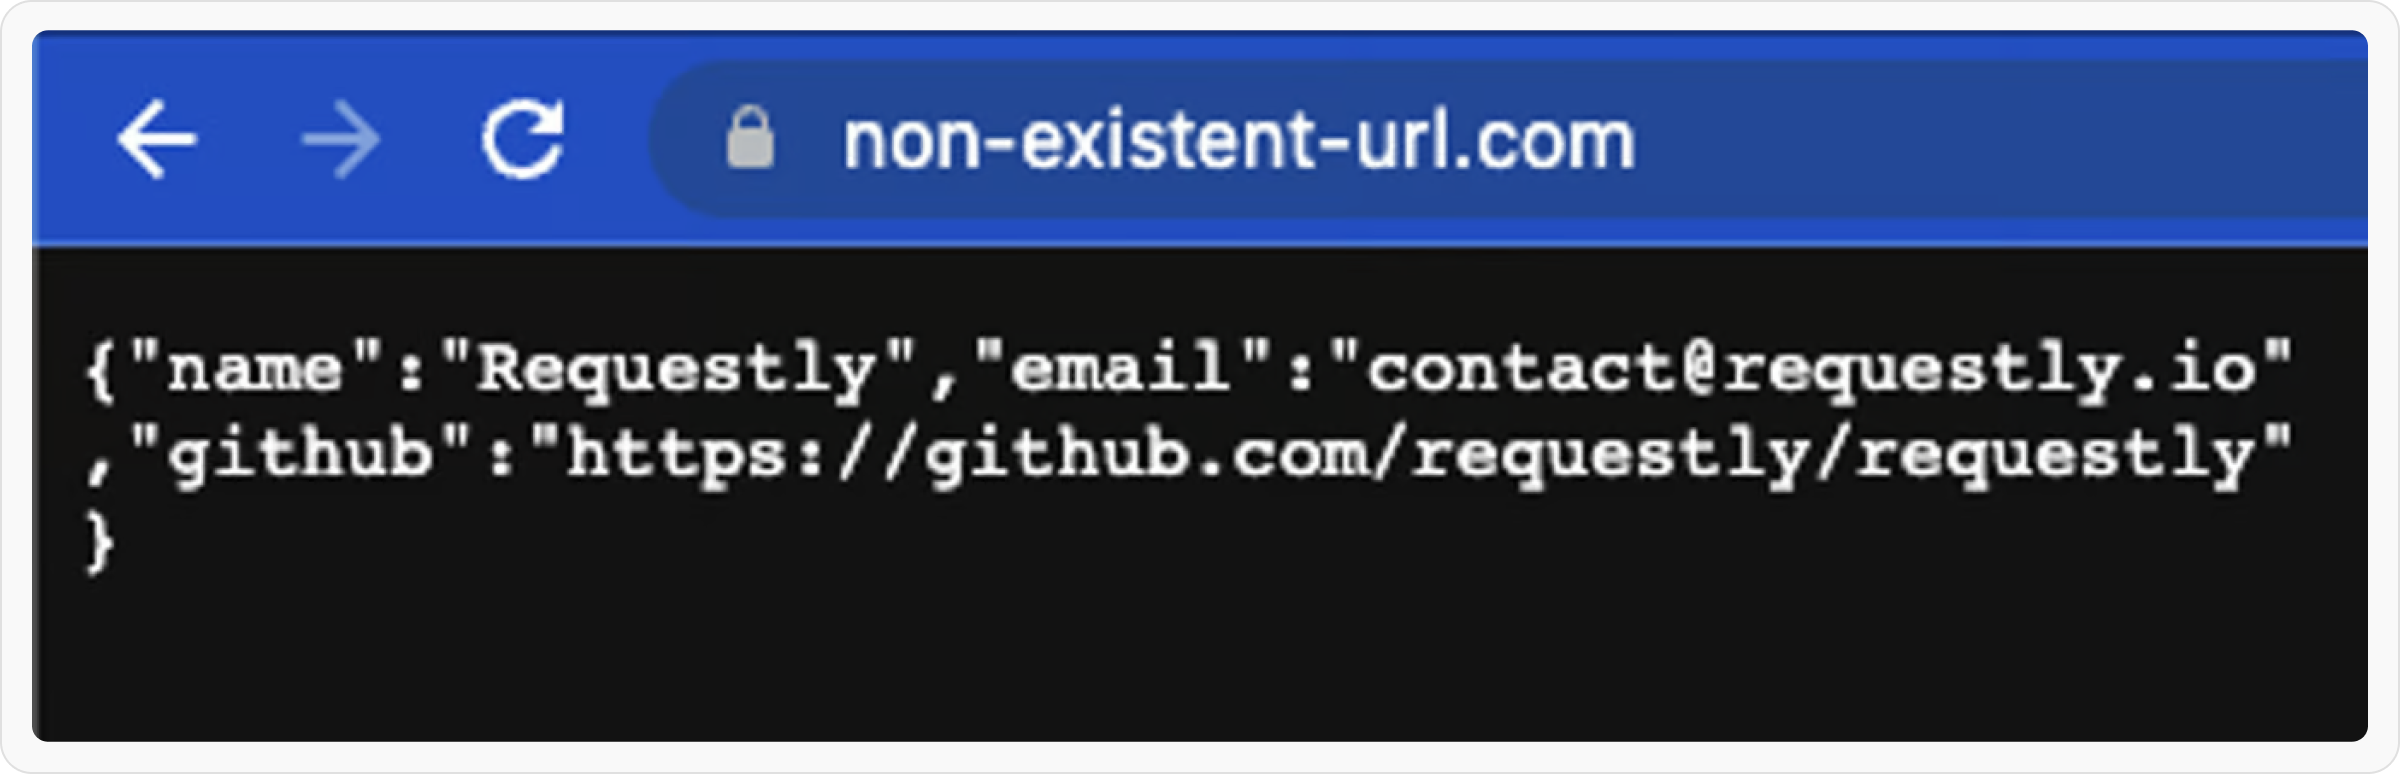 non-existent-url.com
{"name":"Requestly","email":"contact@requestly.io"
,"github":"https://github.com/requestly/requestly"
}